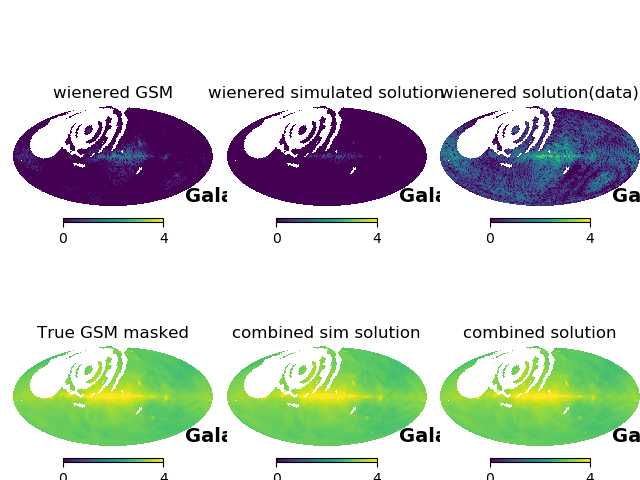 wienered GSM
wienered simulated solution
wienered solution(data)
Gala
Gala
Ga
0 4
0 4
0 4
True GSM masked
combined sim solution
combined solution
Gala
Gala
Ga
0 4
0 4
0 4